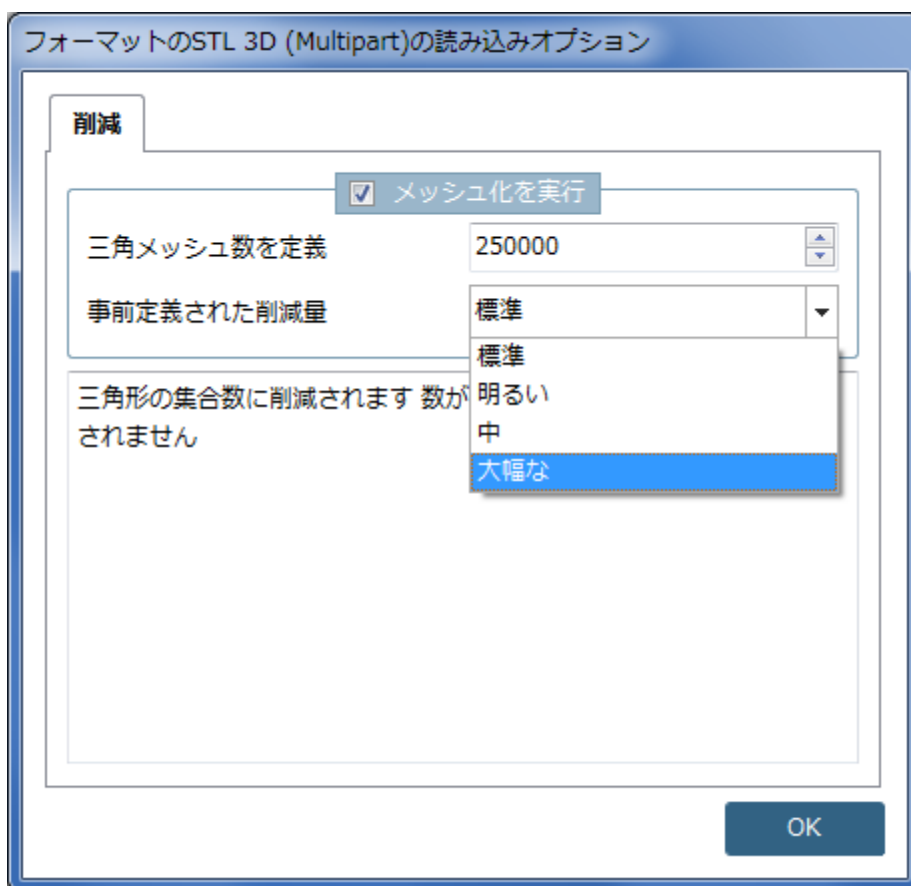 フォーマットのSTL 3D (Multipart)の読み込みオプション
削減
メッシュ化を実行
三角メッシュ数を定義 250000
事前定義された削減量 標準
標準
明るい
中
大幅な
三角形の集合数に削減されます 数が
されません
OK